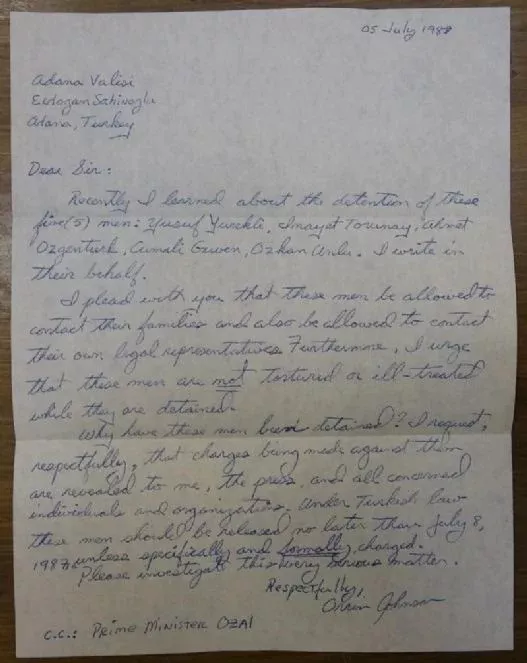 05 July 1987
Adana Valisi
Erdogan Sahinoglu
Adana, Turkey
Dear Sir:
Recently I learned about the detention of these
five (5) men: Yusuf Yurekli, Inayet Torunay, Ahmet
Ozgenturk, Cumali Guven, Ozkan Unlu. I write in
their behalf.
I plead with you that these men be allowed to
contact their families and also be allowed to contact
their own legal representatives. Furthermore, I urge
that these men are not tortured or ill-treated
while they are detained.
Why have these men been detained? I request,
respectfully, that charges being made against them
are revealed to me, the press, and all concerned
individuals and organizations. Under Turkish law
these men should be released no later than July 8,
1987, unless specifically and formally charged.
Please investigate this very serious matter.
Respectfully,
Orrin Johnson
C.C.: PRIME MINISTER OZAL